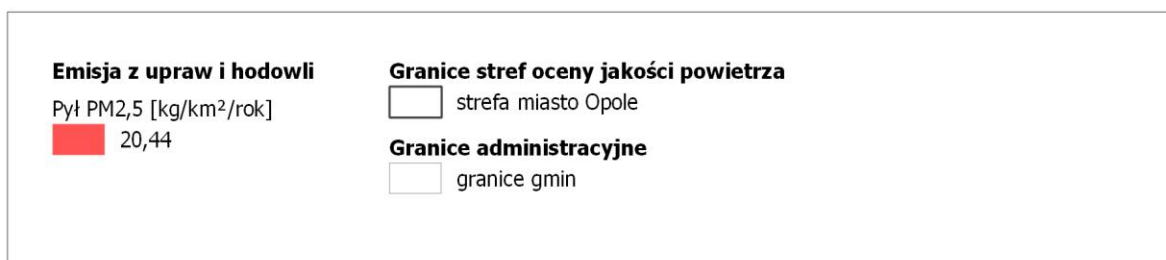 Emisja z upraw i hodowli
Pył PM2,5 [kg/km²/rok]
20,44
Granice stref oceny jakości powietrza
strefa miasto Opole
Granice administracyjne
granice gmin